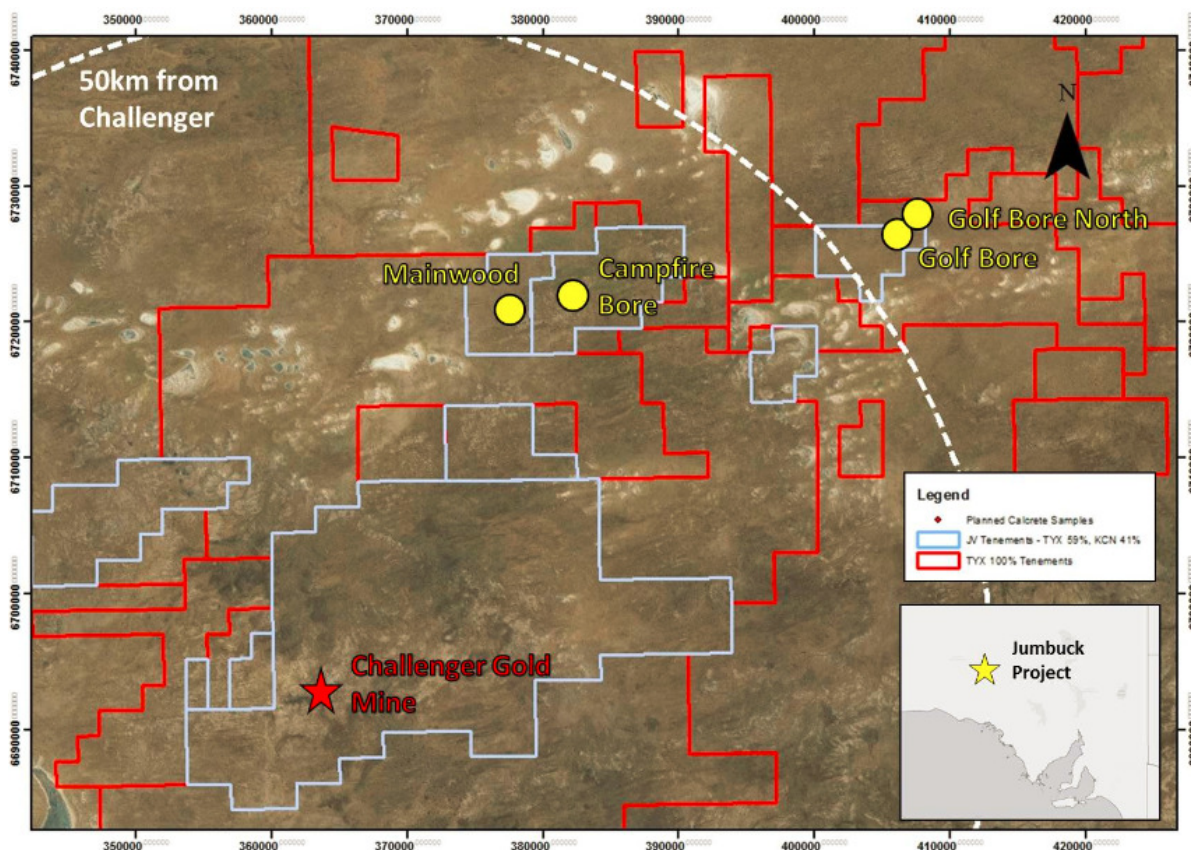 350000 360000 370000 380000 390000 400000 410000 420000
6740000
6730000
6720000
6710000
6700000
6690000
50km from
Challenger
N
Golf Bore North
Golf Bore
Mainwood
Campfire
Bore
Challenger Gold
Mine
Legend
Planned Calcrete Samples
JV Tenements - TYX 59%, KCN 41%
TYX 100% Tenements
Jumbuck
Project
350000 360000 370000 380000 390000 400000 410000 420000